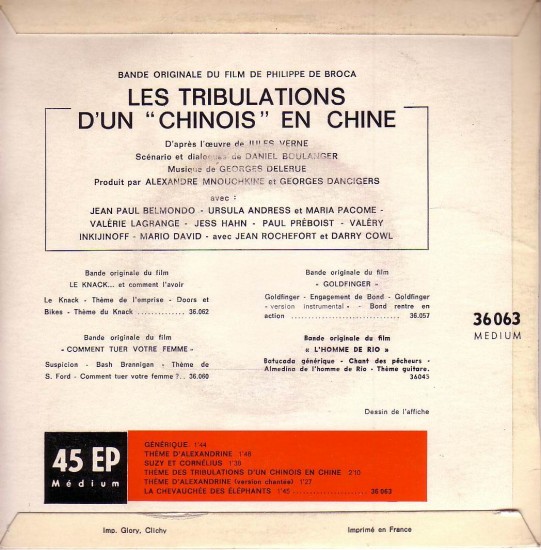 BANDE ORIGINALE DU FILM DE PHILIPPE DE BROCA
LES TRIBULATIONS
D'UN "CHINOIS" EN CHINE
D'après l'œuvre de JULES VERNE
Scénario et dialogues de DANIEL BOULANGER
Musique de GEORGES DELERUE
Produit par ALEXANDRE MNOUCHKINE et GEORGES DANCIGERS
avec :
JEAN PAUL BELMONDO - URSULA ANDRESS et MARIA PACOME -
VALÉRIE LAGRANGE - JESS HAHN - PAUL PRÉBOIST - VALÉRY
INKIJINOFF - MARIO DAVID - avec JEAN ROCHEFORT et DARRY COWL
Bande originale du film
LE KNACK... et comment l'avoir
Le Knack - Thème de l'emprise - Doors et
Bikes - Thème du Knack ............... 36.062
Bande originale du film
- GOLDFINGER -
Goldfinger - Engagement de Bond - Goldfinger
- version instrumental - - Bond rentre en
action .............................. 36.057
Bande originale du film
- COMMENT TUER VOTRE FEMME -
Suspicion - Bash Brannigan - Thème de
S. Ford - Comment tuer votre femme ?.. 36.060
Bande originale du film
« L'HOMME DE RIO »
Batucada générique - Chant des pêcheurs -
Almedina de l'homme de Rio - Thème guitare.
36045
36063
MEDIUM
Dessin de l'affiche
45 EP
Médium
GÉNÉRIQUE 1'44
THÈME D'ALEXANDRINE 1'48
SUZY ET CORNÉLIUS 1'38
THÈME DES TRIBULATIONS D'UN CHINOIS EN CHINE 3'10
THÈME D'ALEXANDRINE (version chantée) 1'27
LA CHEVAUCHÉE DES ÉLÉPHANTS 1'45 ...................... 36 063
Imp. Glory, Clichy
Imprimé en France